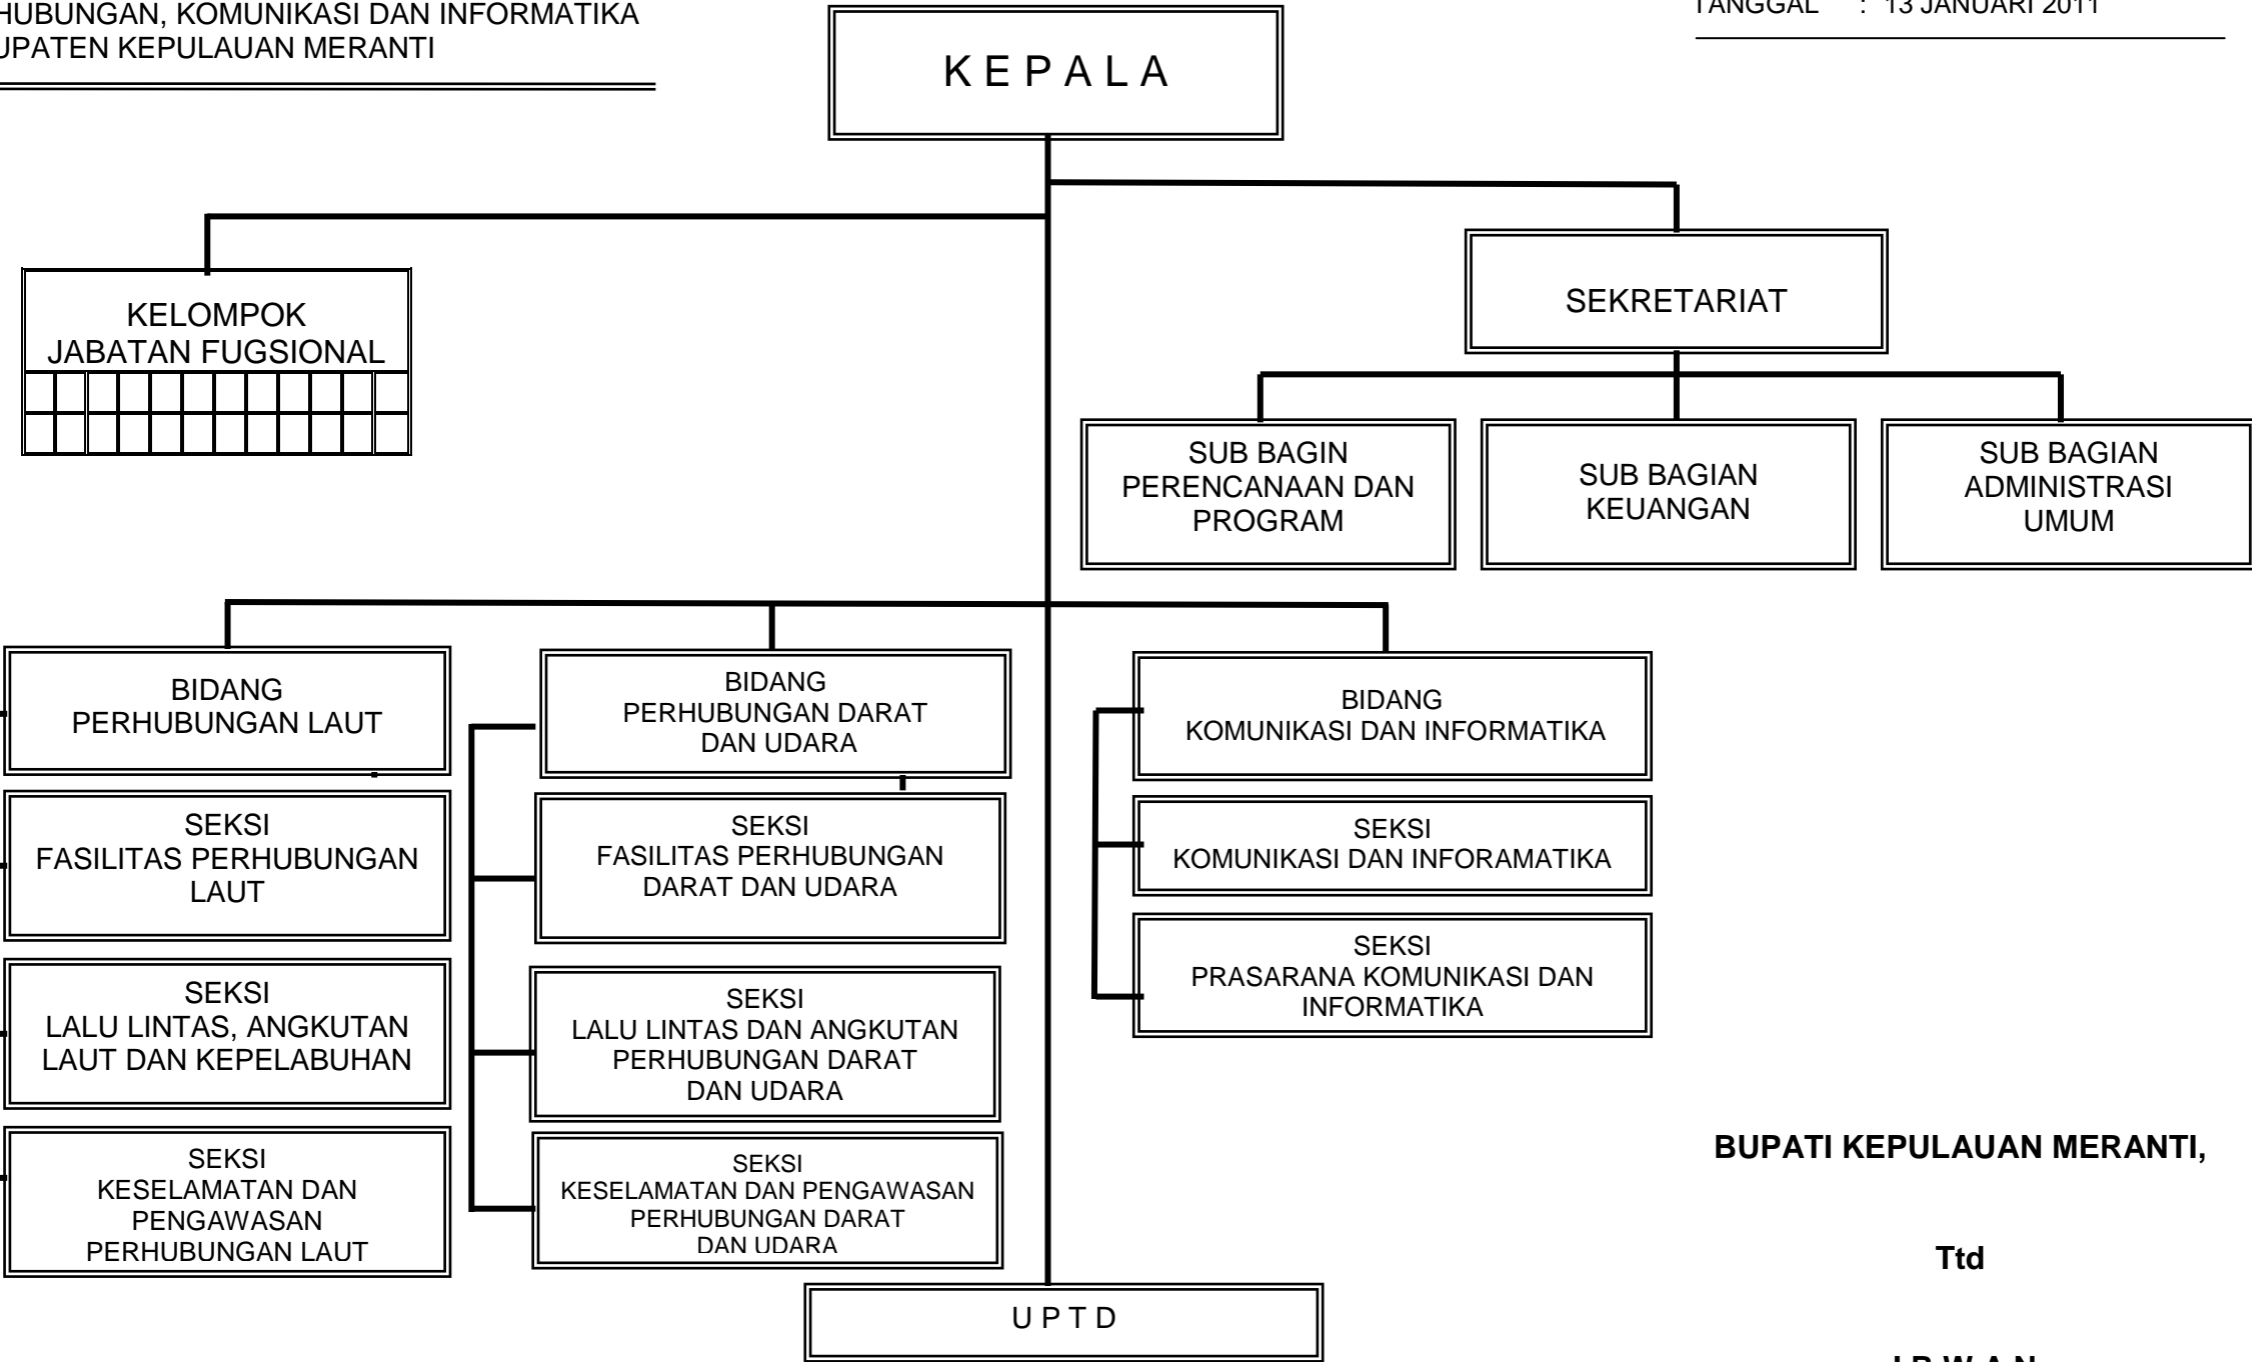 HUBUNGAN, KOMUNIKASI DAN INFORMATIKA
UPATEN KEPULAUAN MERANTI
TANGGAL : 13 JANUARI 2011
K E P A L A
KELOMPOK
JABATAN FUGSIONAL
SEKRETARIAT
SUB BAGIN
PERENCANAAN DAN
PROGRAM
SUB BAGIAN
KEUANGAN
SUB BAGIAN
ADMINISTRASI
UMUM
BIDANG
PERHUBUNGAN LAUT
SEKSI
FASILITAS PERHUBUNGAN
LAUT
SEKSI
LALU LINTAS, ANGKUTAN
LAUT DAN KEPELABUHAN
SEKSI
KESELAMATAN DAN
PENGAWASAN
PERHUBUNGAN LAUT
BIDANG
PERHUBUNGAN DARAT
DAN UDARA
SEKSI
FASILITAS PERHUBUNGAN
DARAT DAN UDARA
SEKSI
LALU LINTAS DAN ANGKUTAN
PERHUBUNGAN DARAT
DAN UDARA
SEKSI
KESELAMATAN DAN PENGAWASAN
PERHUBUNGAN DARAT
DAN UDARA
BIDANG
KOMUNIKASI DAN INFORMATIKA
SEKSI
KOMUNIKASI DAN INFORAMATIKA
SEKSI
PRASARANA KOMUNIKASI DAN
INFORMATIKA
U P T D
BUPATI KEPULAUAN MERANTI,
Ttd